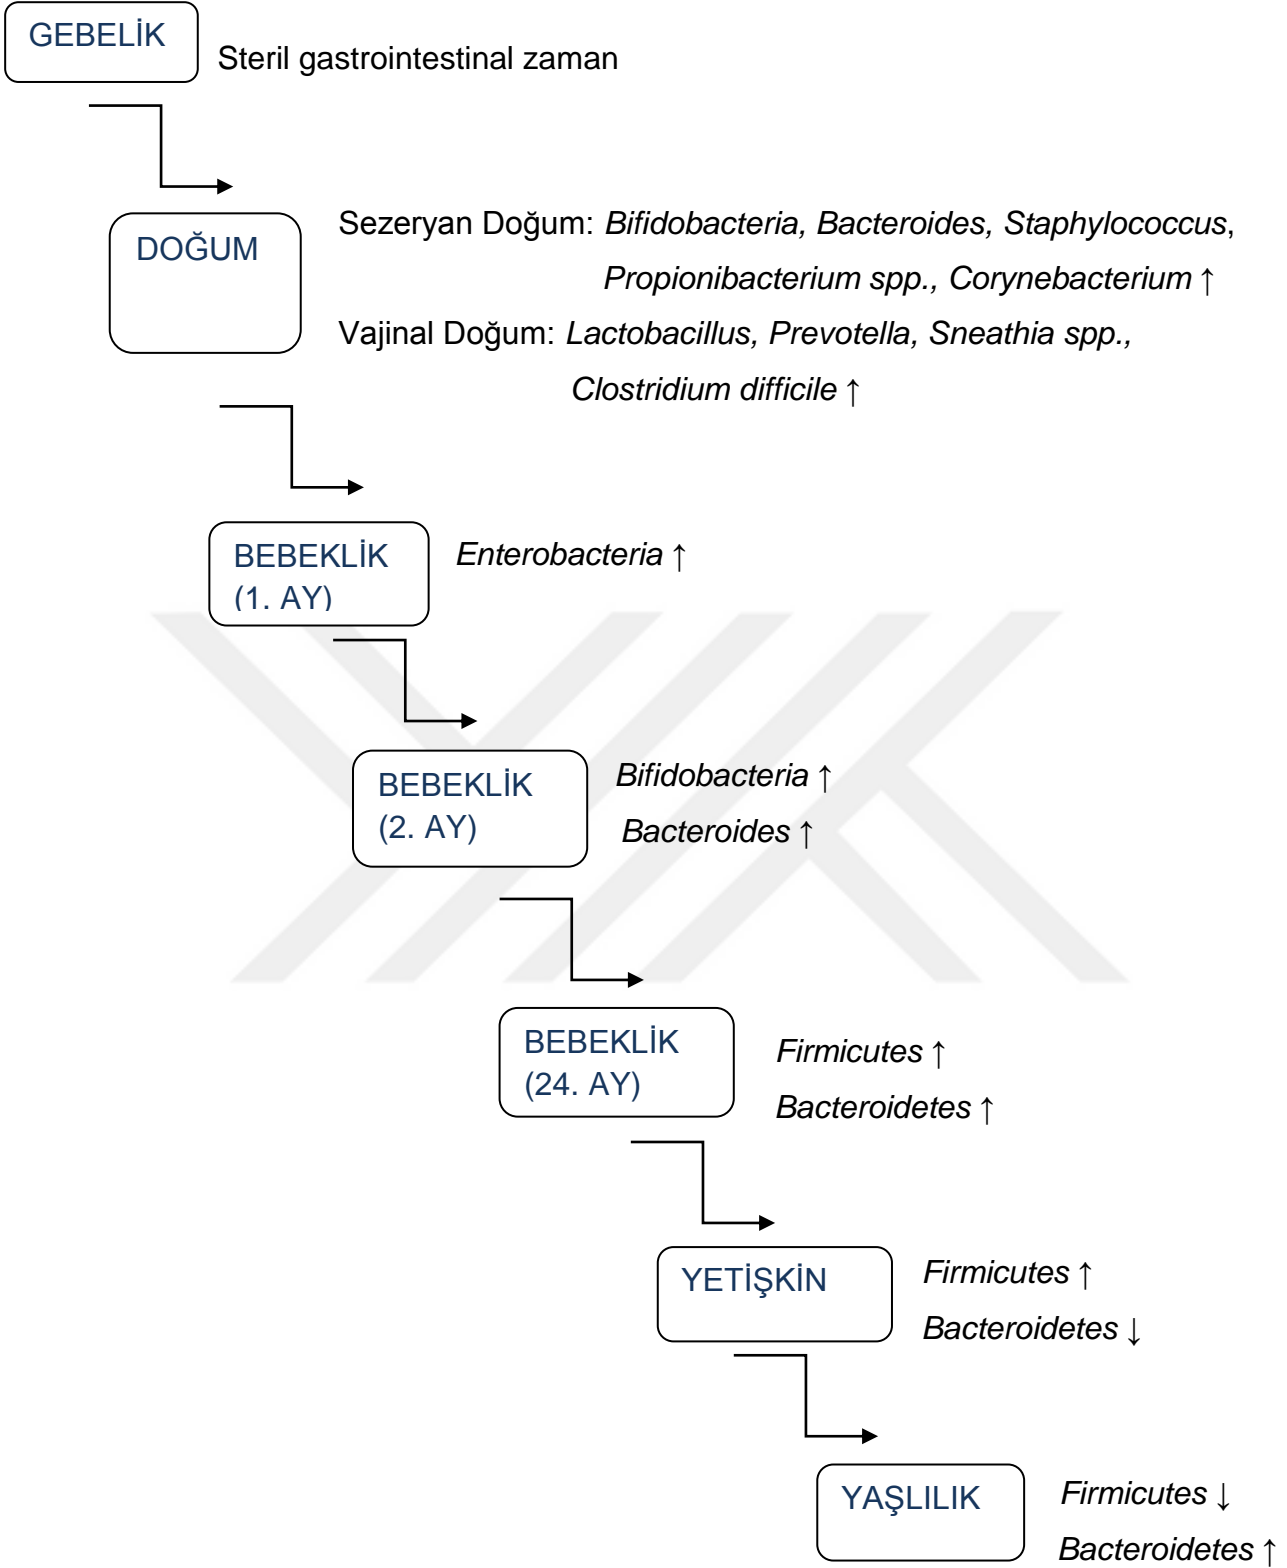 GEBELİK
Steril gastrointestinal zaman
DOĞUM
Sezeryan Doğum: Bifidobacteria, Bacteroides, Staphylococcus,
Propionibacterium spp., Corynebacterium ↑
Vajinal Doğum: Lactobacillus, Prevotella, Sneathia spp.,
Clostridium difficile ↑
BEBEKLİK
(1. AY)
Enterobacteria ↑
BEBEKLİK
(2. AY)
Bifidobacteria ↑
Bacteroides ↑
BEBEKLİK
(24. AY)
Firmicutes ↑
Bacteroidetes ↑
YETİŞKİN
Firmicutes ↑
Bacteroidetes ↓
YAŞLILIK
Firmicutes ↓
Bacteroidetes ↑